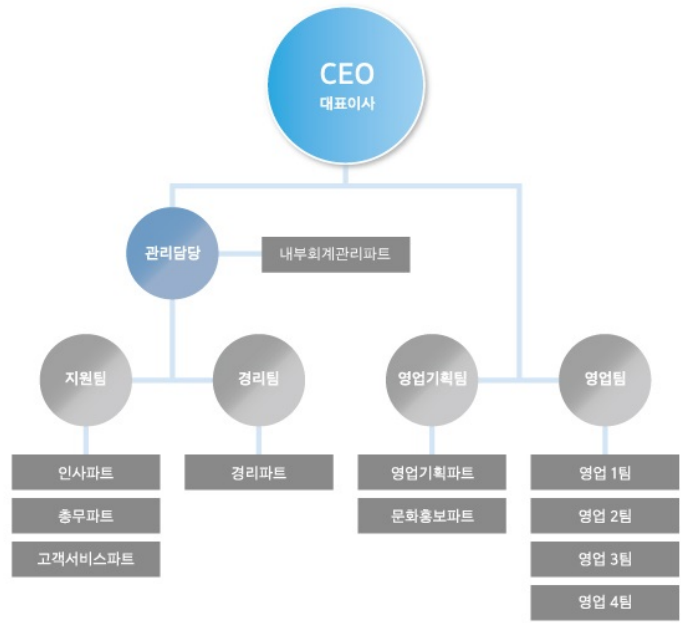 CEO
대표이사
관리담당
내부회계관리파트
지원팀
경리팀
영업기획팀
영업팀
인사파트
경리파트
영업기획파트
영업 1팀
총무파트
문화홍보파트
영업 2팀
고객서비스파트
영업 3팀
영업 4팀